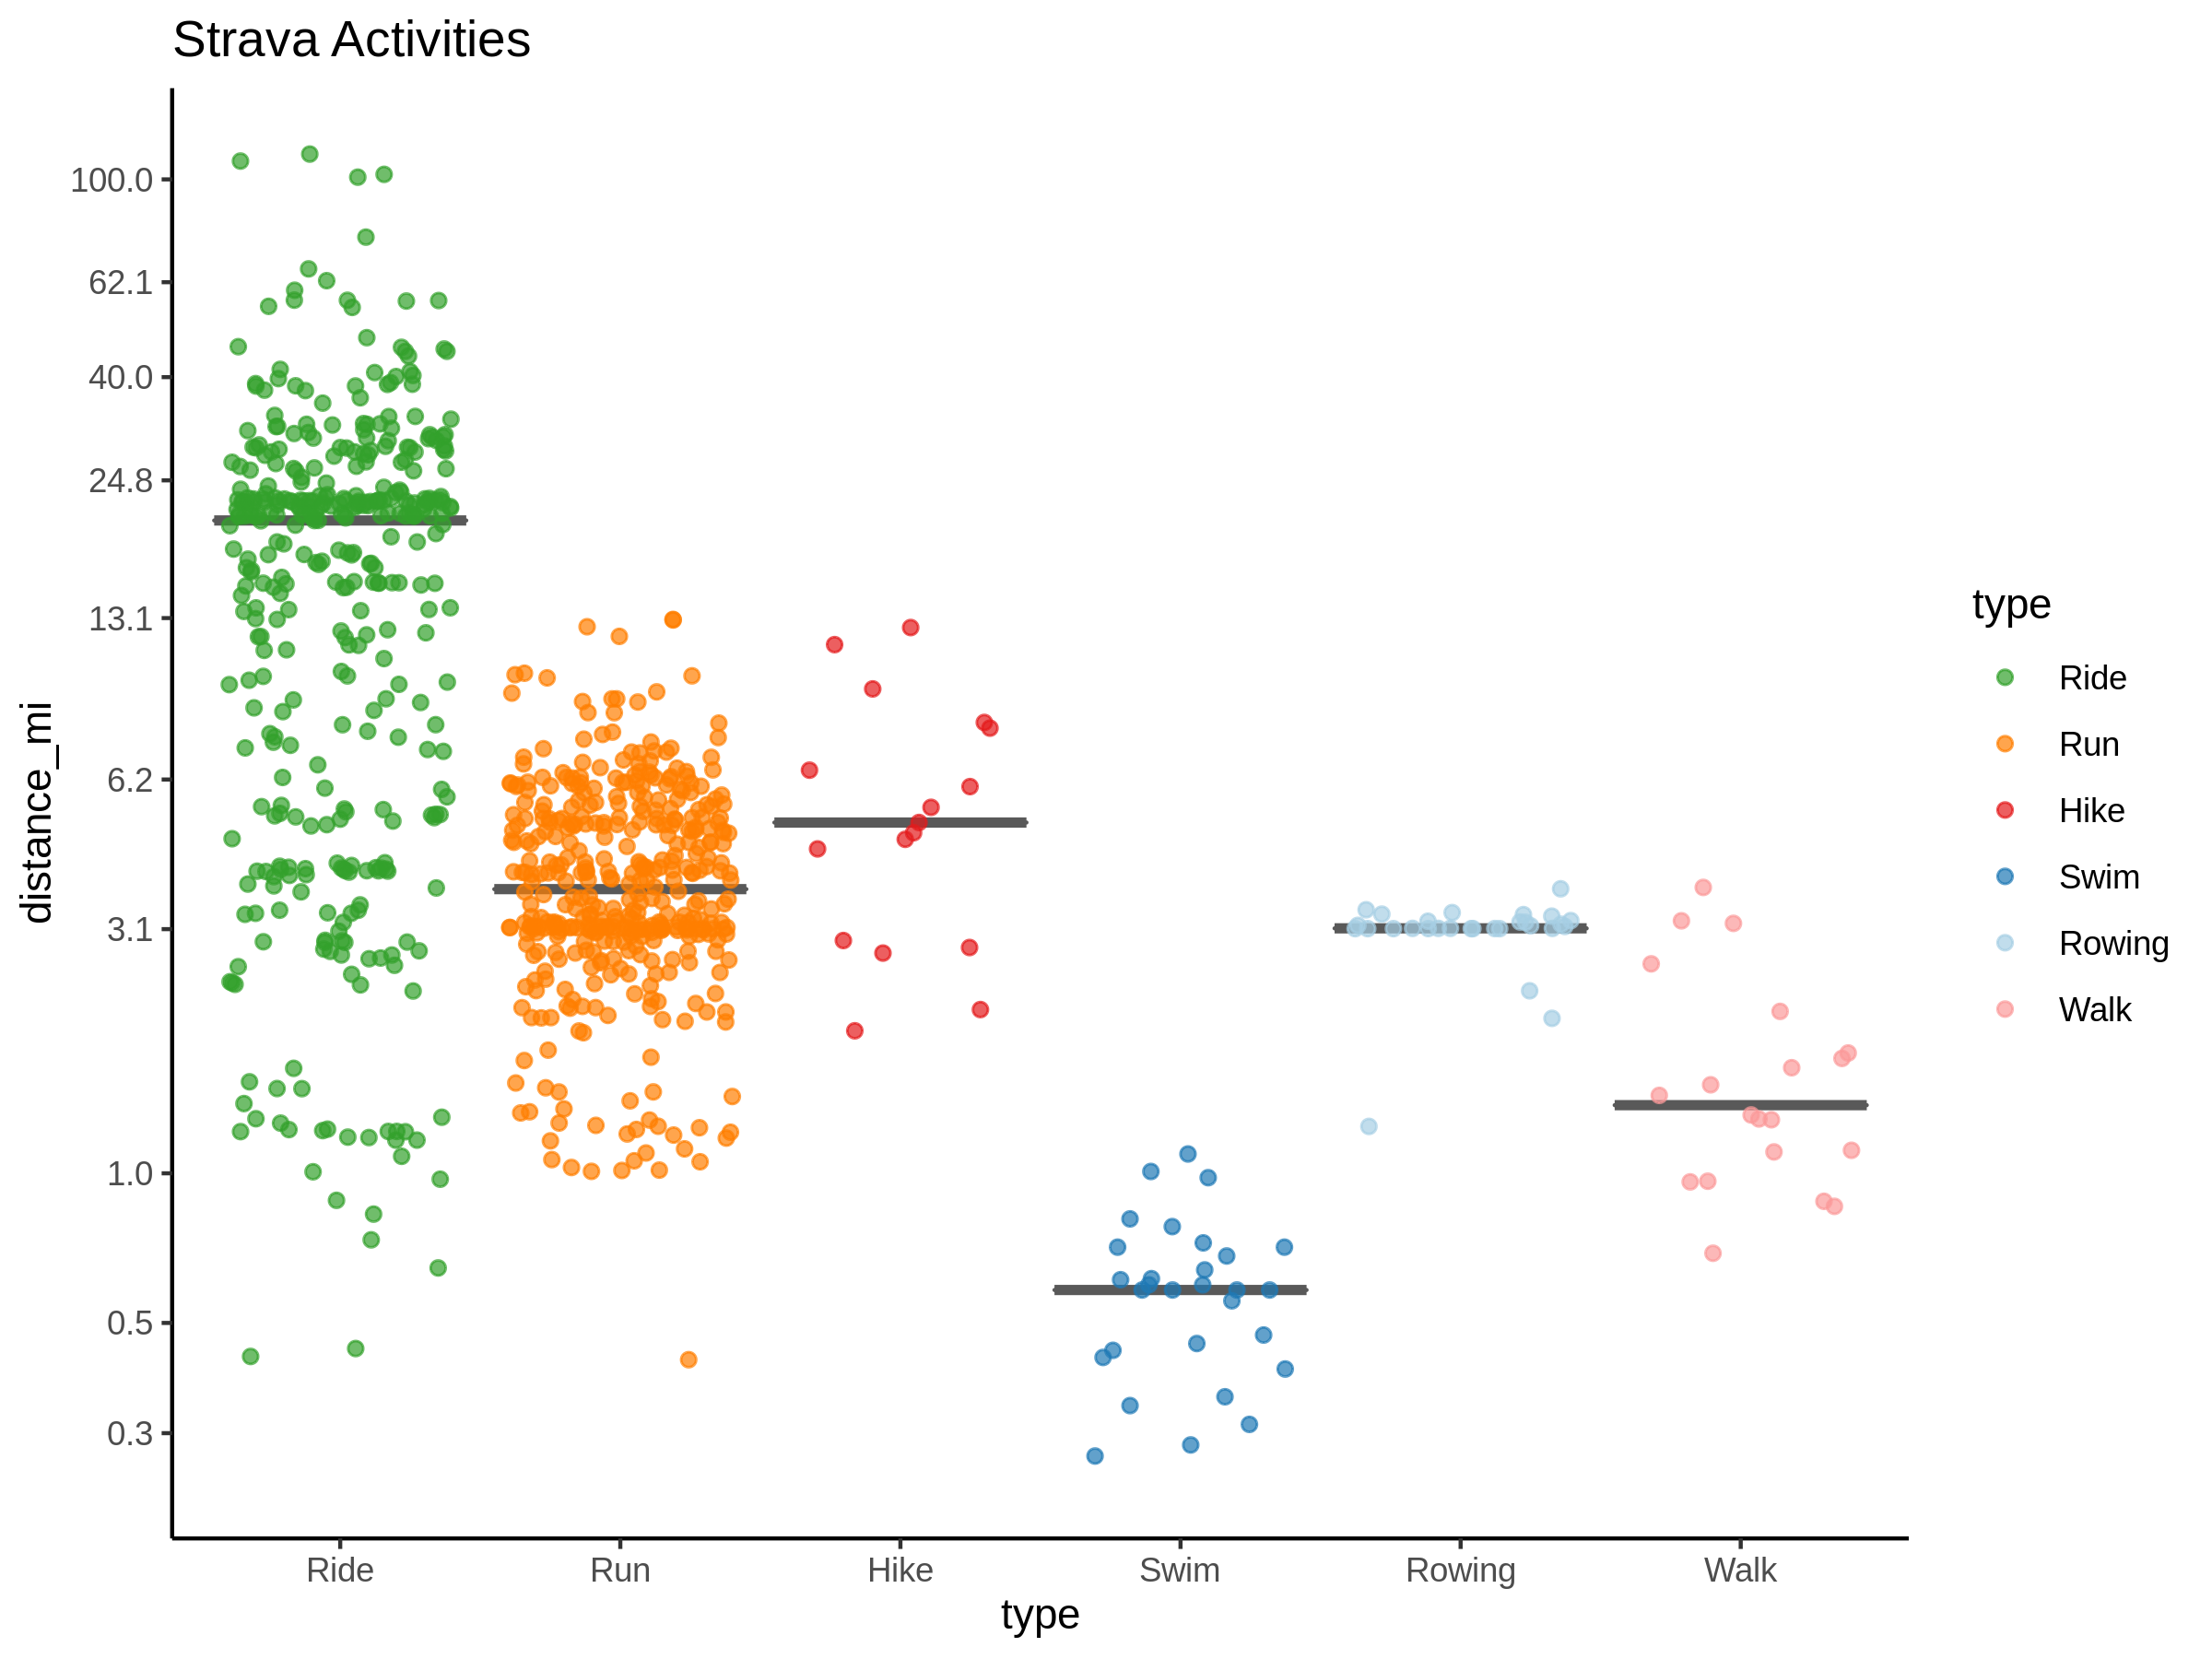 Strava Activities
distance_mi
100.0
62.1
40.0
24.8
13.1
6.2
3.1
1.0
0.5
0.3
Ride Run Hike Swim Rowing Walk
type
type
Ride
Run
Hike
Swim
Rowing
Walk